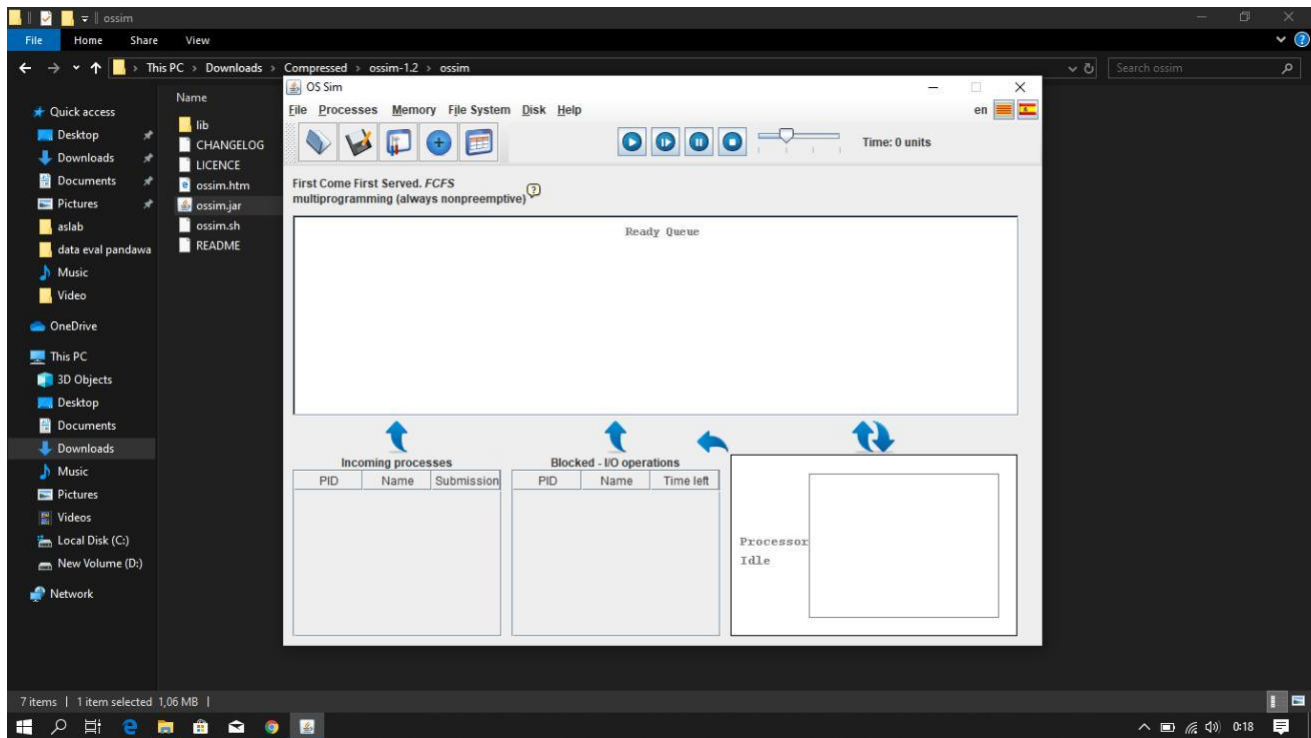 ossim
File Home Share View
This PC > Downloads > Compressed > ossim-1.2 > ossim
Search ossim
Quick access
Desktop
Downloads
Documents
Pictures
aslab
data eval pandawa
Music
Video
OneDrive
This PC
3D Objects
Desktop
Documents
Downloads
Music
Pictures
Videos
Local Disk (C:)
New Volume (D:)
Network
Name
lib
CHANGELOG
LICENCE
ossim.htm
ossim.jar
ossim.sh
README
OS Sim
File Processes Memory File System Disk Help
en
Time: 0 units
First Come First Served. FCFS
multiprogramming (always nonpreemptive)
Ready Queue
Incoming processes
PID Name Submission
Blocked - I/O operations
PID Name Time left
Processor
Idle
7 items | 1 item selected 1,06 MB |
0:18